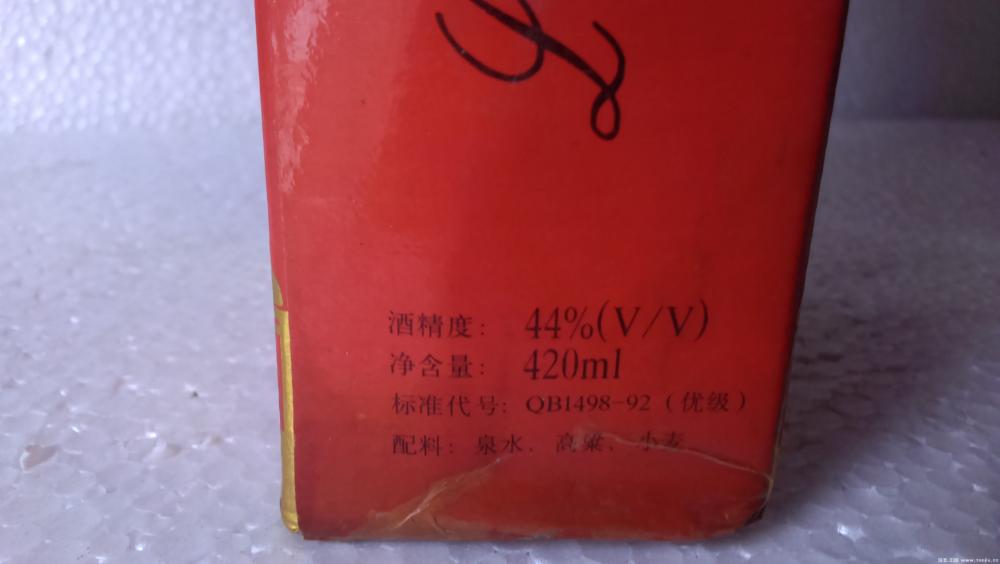 酒精度： 44%(V/V)
净含量： 420ml
标准代号： QB1498-92（优级）
配料： 泉水、高粱、小麦